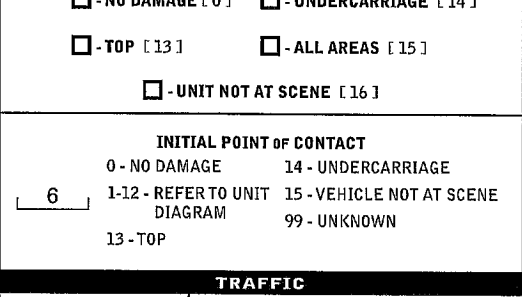 - NO DAMAGE [ 0 ] - UNDERCARRIAGE [ 14 ]
- TOP [ 13 ] - ALL AREAS [ 15 ]
- UNIT NOT AT SCENE [ 16 ]
INITIAL POINT OF CONTACT
0 - NO DAMAGE 14 - UNDERCARRIAGE
6 1-12 - REFER TO UNIT DIAGRAM 15 - VEHICLE NOT AT SCENE
13 - TOP 99 - UNKNOWN
TRAFFIC